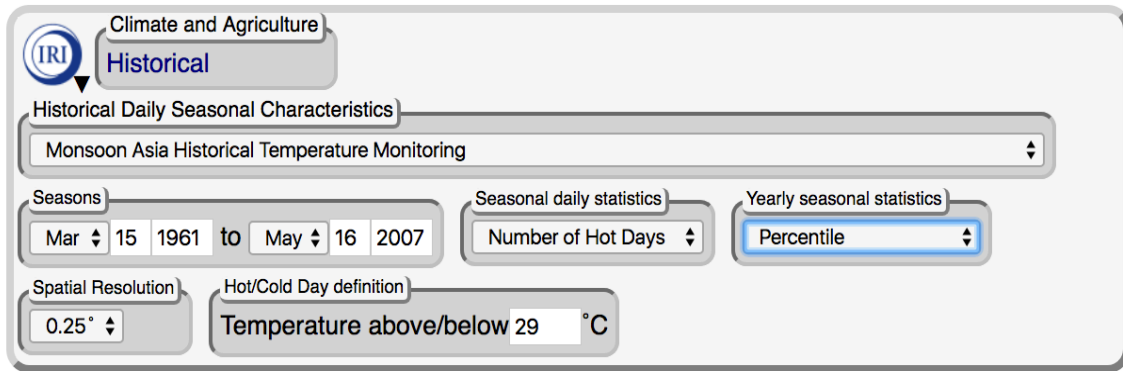 Climate and Agriculture
IRI
Historical
Historical Daily Seasonal Characteristics
Monsoon Asia Historical Temperature Monitoring
Seasons
Mar 15 1961 to May 16 2007
Seasonal daily statistics
Number of Hot Days
Yearly seasonal statistics
Percentile
Spatial Resolution
0.25°
Hot/Cold Day definition
Temperature above/below 29 °C